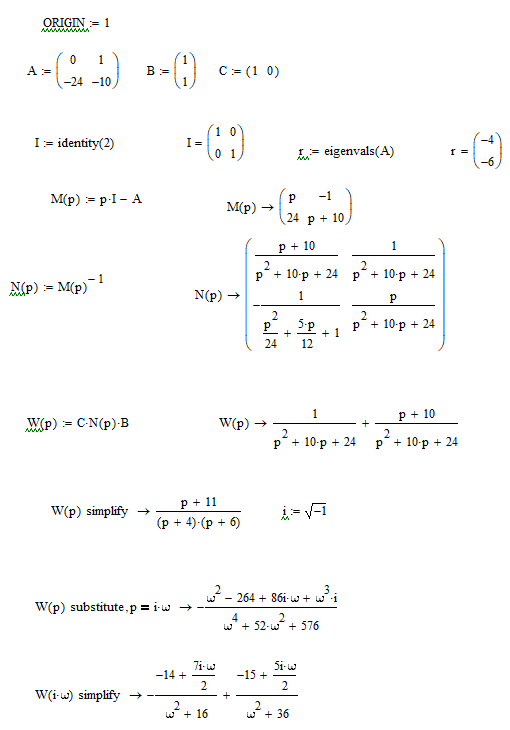 ORIGIN := 1
A := ( 0 1 ; −24 −10 ) B := ( 1 ; 1 ) C := (1 0)
I := identity(2) I = ( 1 0 ; 0 1 ) r := eigenvals(A) r = ( −4 ; −6 )
M(p) := p·I − A M(p) → ( p −1 ; 24 p + 10 )
N(p) := M(p)^−1 N(p) → ( (p + 10)/(p^2 + 10·p + 24) 1/(p^2 + 10·p + 24) ; −1/(p^2/24 + 5·p/12 + 1) p/(p^2 + 10·p + 24) )
W(p) := C·N(p)·B W(p) → 1/(p^2 + 10·p + 24) + (p + 10)/(p^2 + 10·p + 24)
W(p) simplify → (p + 11)/((p + 4)·(p + 6)) i := √−1
W(p) substitute,p = i·ω → −(ω^2 − 264 + 86i·ω + ω^3·i)/(ω^4 + 52·ω^2 + 576)
W(i·ω) simplify → −(−14 + 7i·ω/2)/(ω^2 + 16) + (−15 + 5i·ω/2)/(ω^2 + 36)